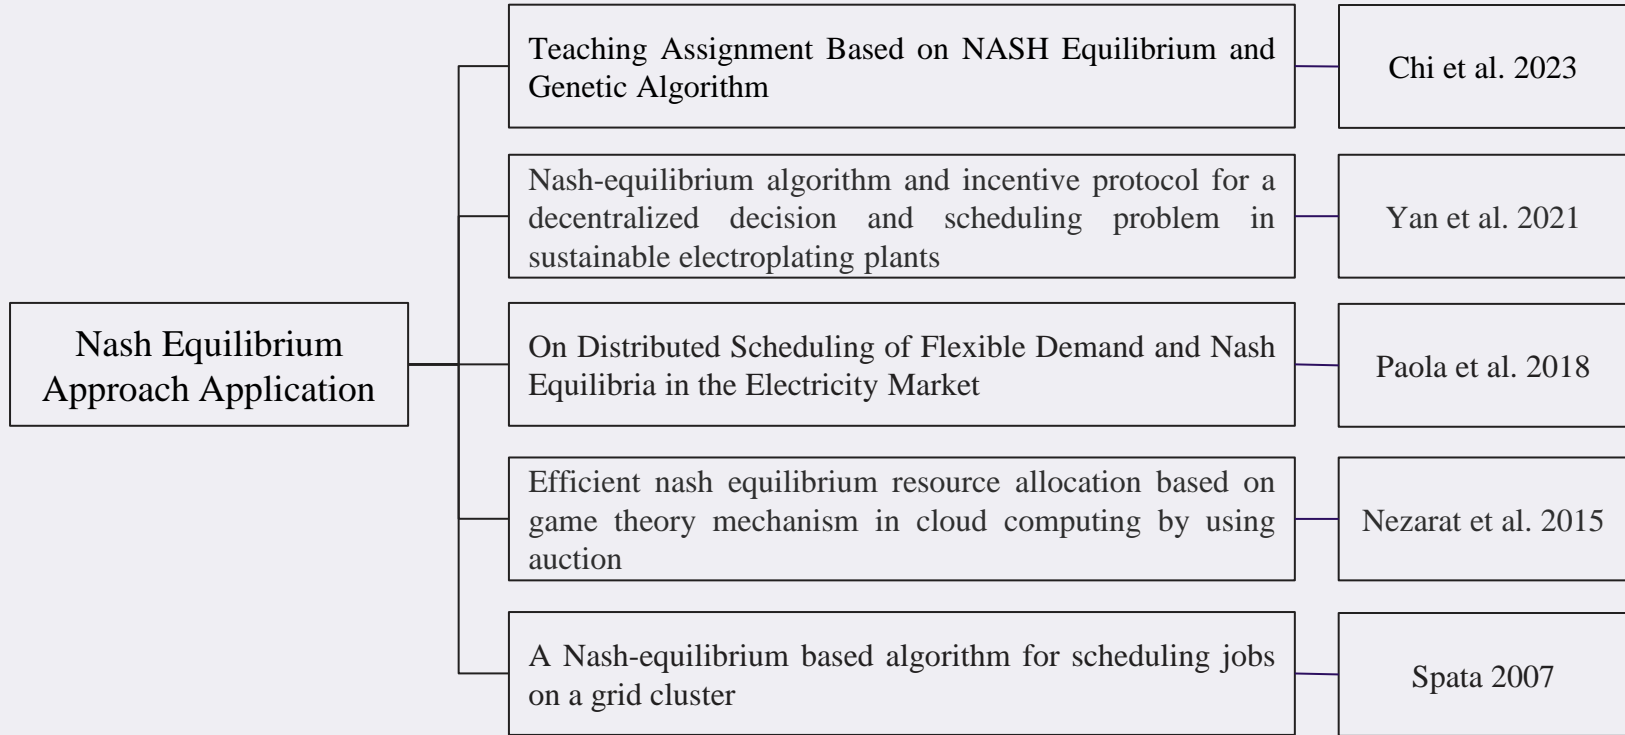 Teaching Assignment Based on NASH Equilibrium and
Genetic Algorithm
Chi et al. 2023
Nash-equilibrium algorithm and incentive protocol for a
decentralized decision and scheduling problem in
sustainable electroplating plants
Yan et al. 2021
Nash Equilibrium
Approach Application
On Distributed Scheduling of Flexible Demand and Nash
Equilibria in the Electricity Market
Paola et al. 2018
Efficient nash equilibrium resource allocation based on
game theory mechanism in cloud computing by using
auction
Nezarat et al. 2015
A Nash-equilibrium based algorithm for scheduling jobs
on a grid cluster
Spata 2007